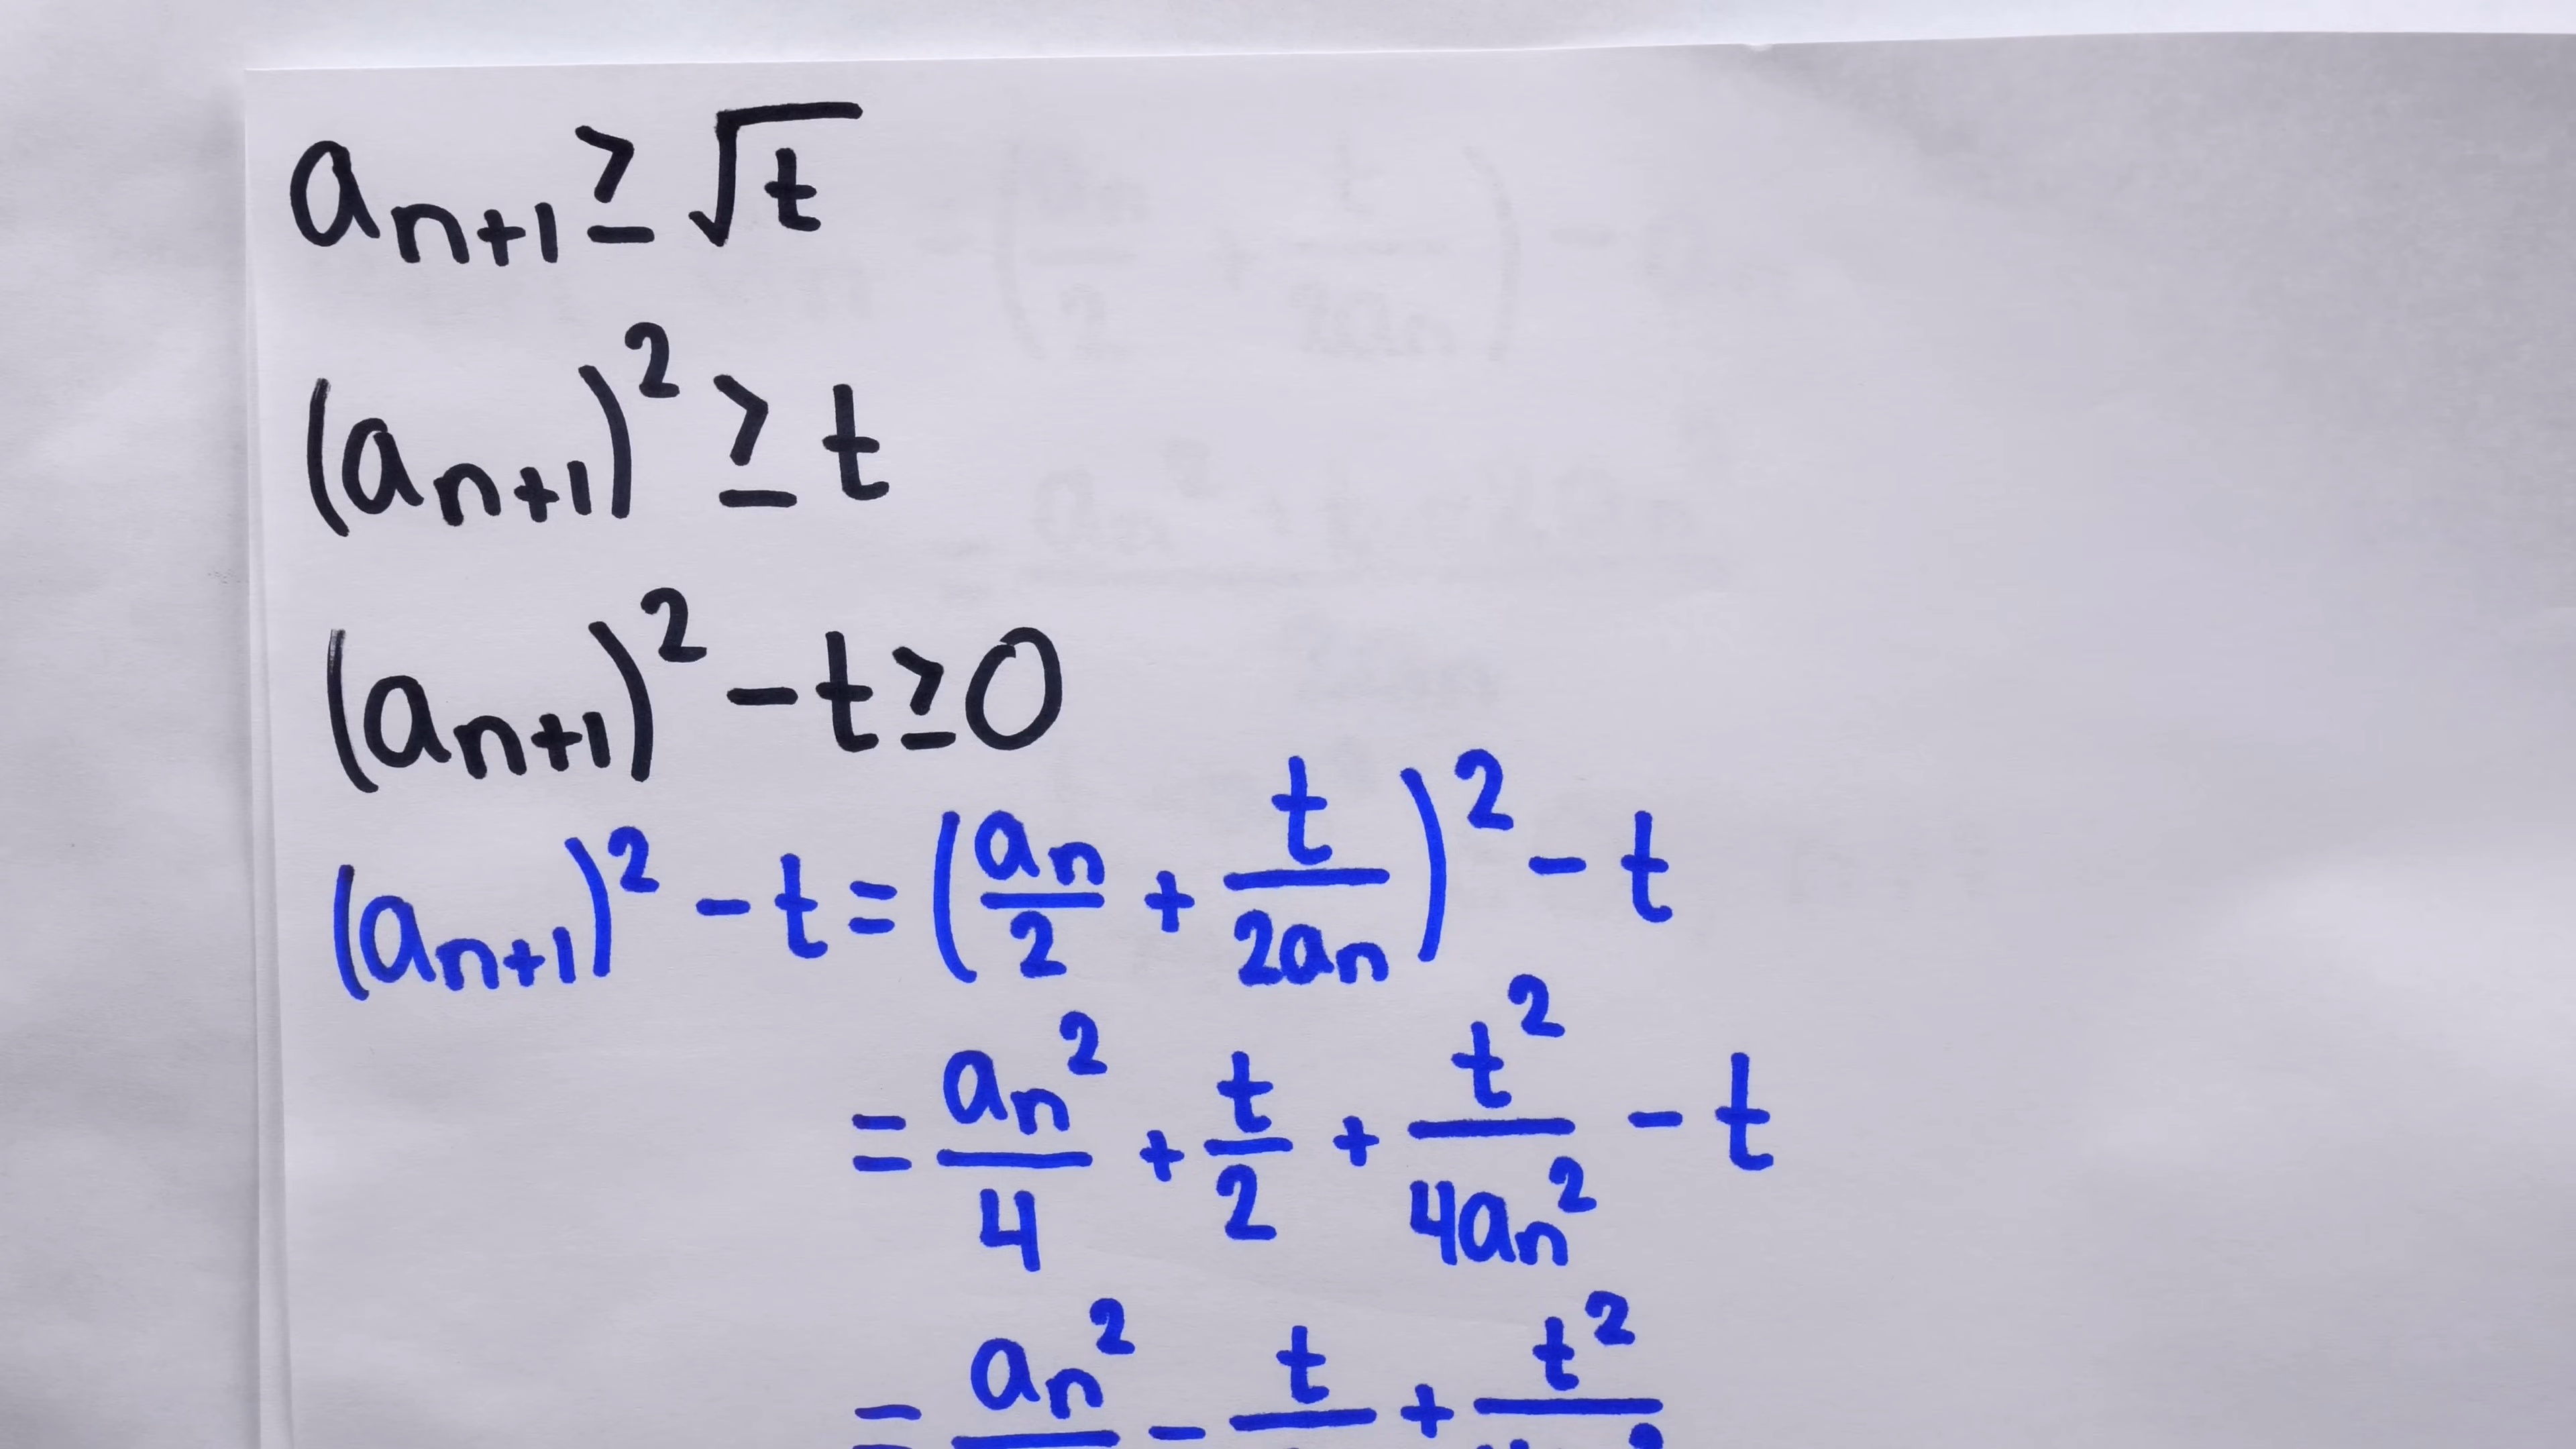 a_{n+1} ≥ √t
(a_{n+1})² ≥ t
(a_{n+1})² - t ≥ 0
(a_{n+1})² - t = (a_n/2 + t/2a_n)² - t
= a_n²/4 + t/2 + t²/4a_n² - t
= a_n² - t + t²